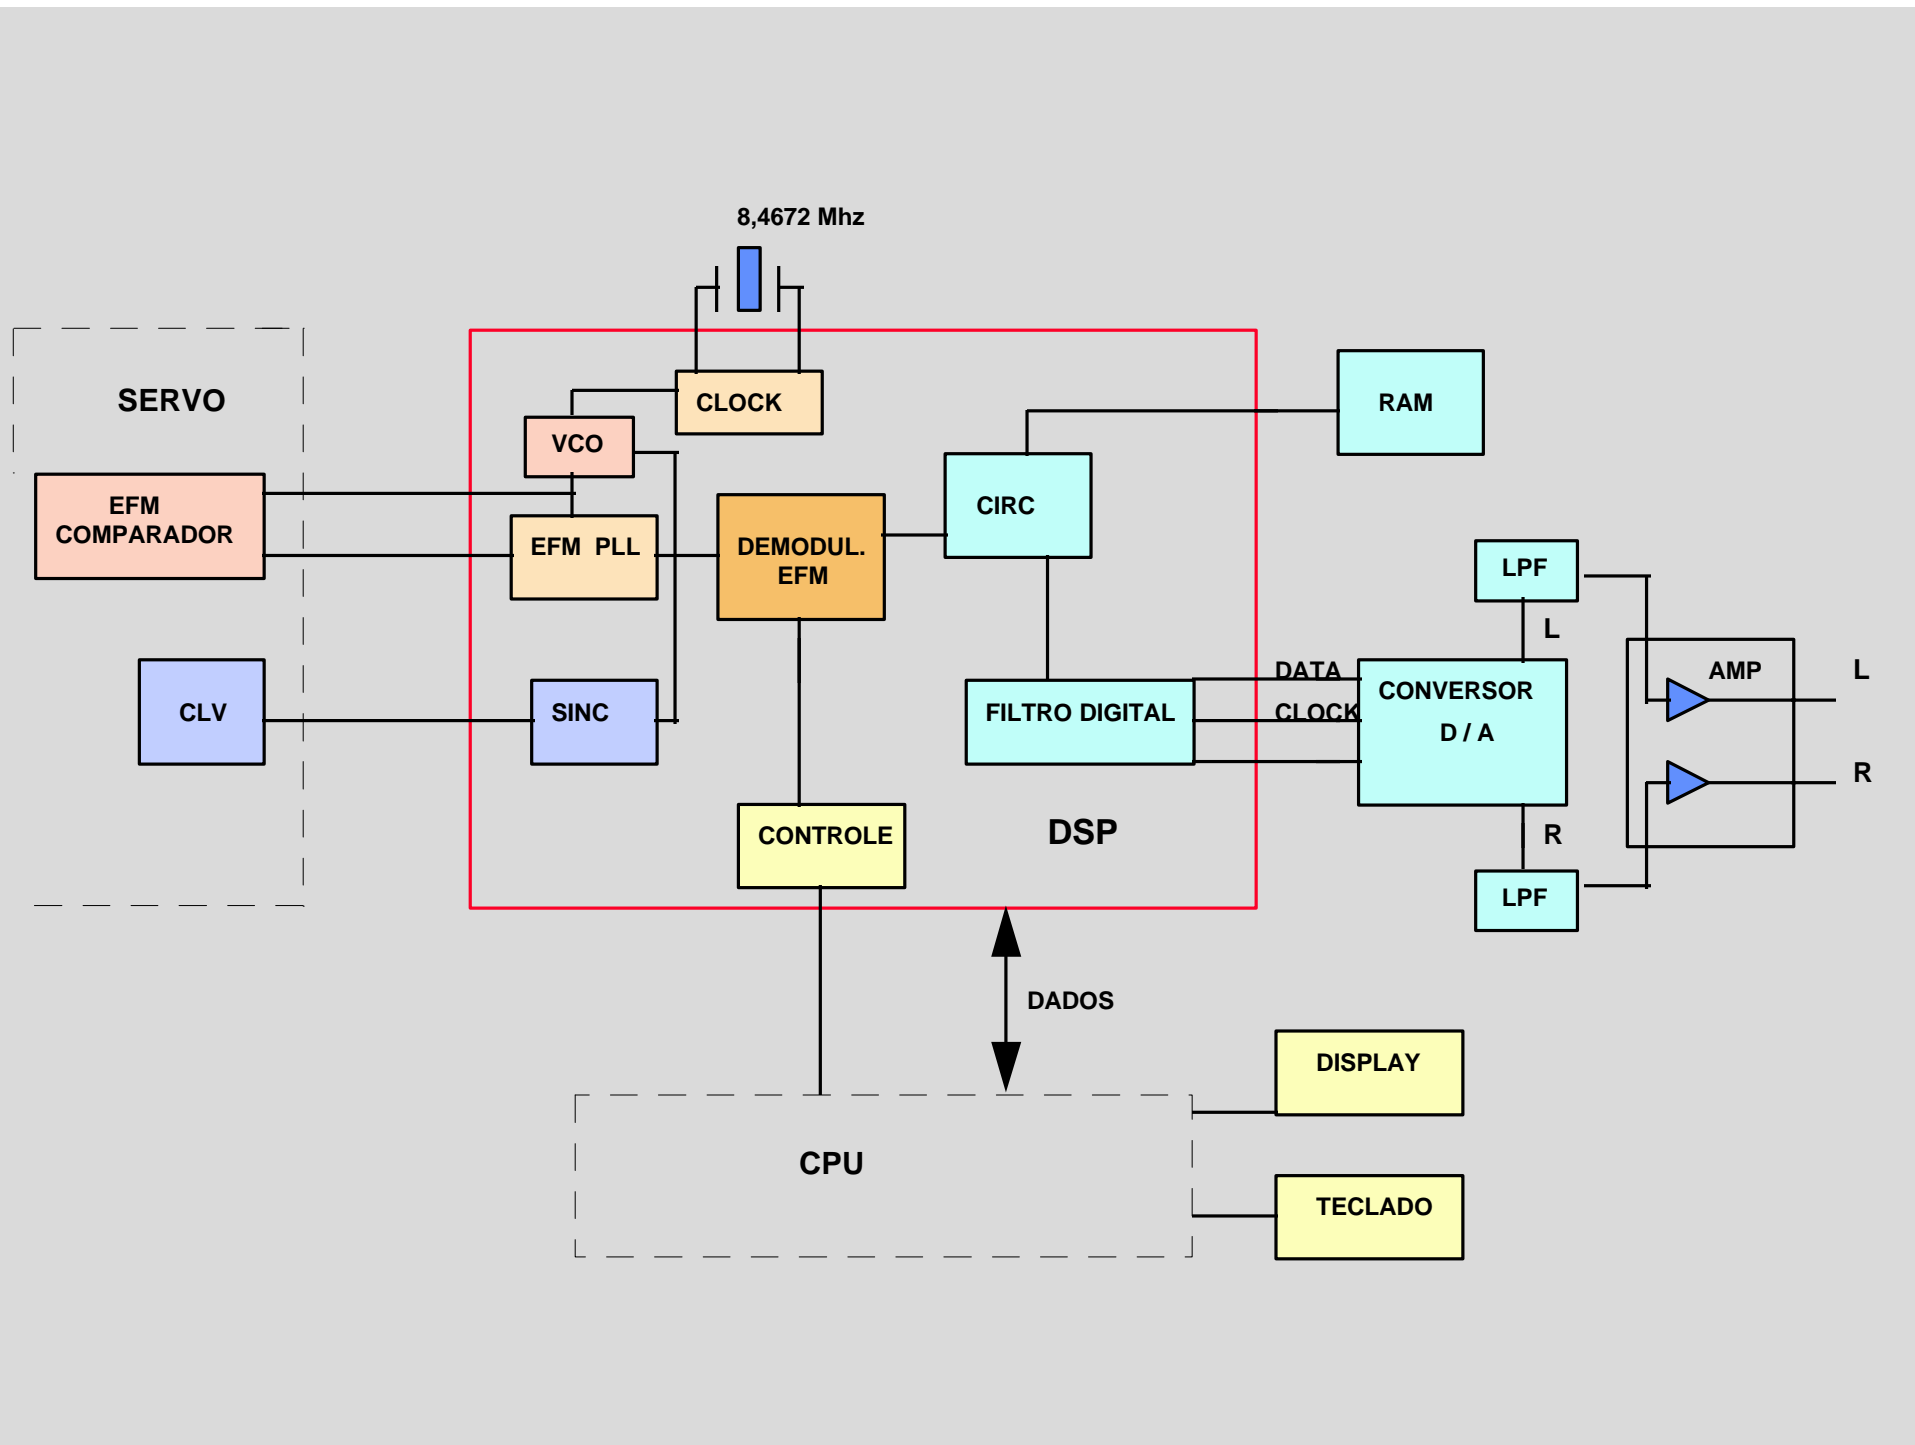 8,4672 Mhz
SERVO
CLOCK
RAM
VCO
EFM
COMPARADOR
CIRC
EFM PLL
DEMODUL.
EFM
LPF
L
CLV
SINC
FILTRO DIGITAL
DATA
CLOCK
CONVERSOR
D / A
AMP
L
R
CONTROLE
DSP
R
LPF
DADOS
DISPLAY
CPU
TECLADO